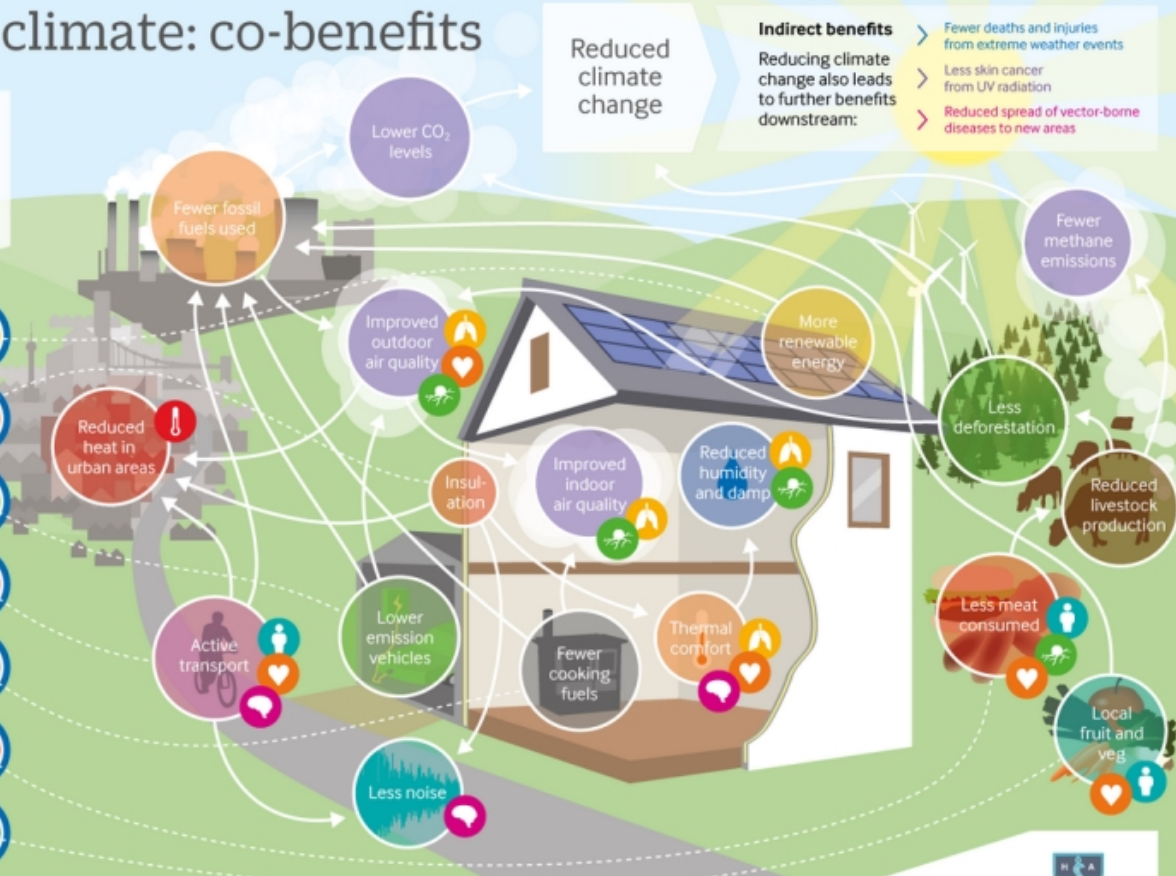 climate: co-benefits
Reduced
climate
change
Indirect benefits
Reducing climate
change also leads
to further benefits
downstream:
Fewer deaths and injuries
from extreme weather events
Less skin cancer
from UV radiation
Reduced spread of vector-borne
diseases to new areas
Lower CO₂
levels
Fewer fossil
fuels used
Fewer
methane
emissions
Improved
outdoor
air quality
More
renewable
energy
Reduced
heat in
urban areas
Less
deforestation
Insul-
ation
Improved
indoor
air quality
Reduced
humidity
and damp
Reduced
livestock
production
Active
transport
Lower
emission
vehicles
Fewer
cooking
fuels
Thermal
comfort
Less meat
consumed
Local
fruit and
veg
Less noise
H A